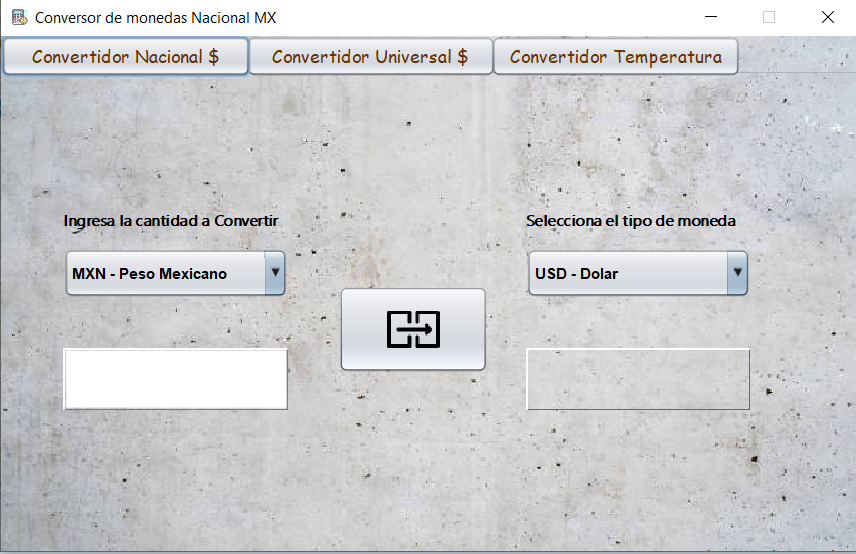 Conversor de monedas Nacional MX
Convertidor Nacional $
Convertidor Universal $
Convertidor Temperatura
Ingresa la cantidad a Convertir
Selecciona el tipo de moneda
MXN - Peso Mexicano
USD - Dolar